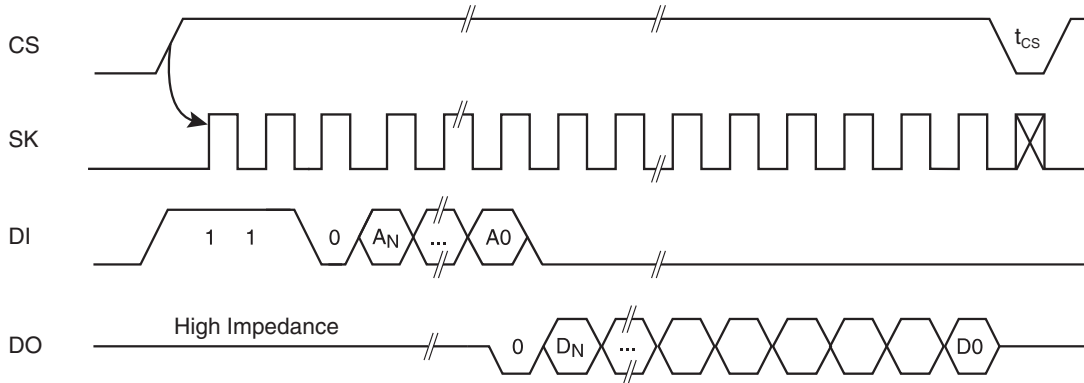 CS
t_CS
SK
DI
1 1 0 A_N ... A0
High Impedance
DO
0 D_N ... D0